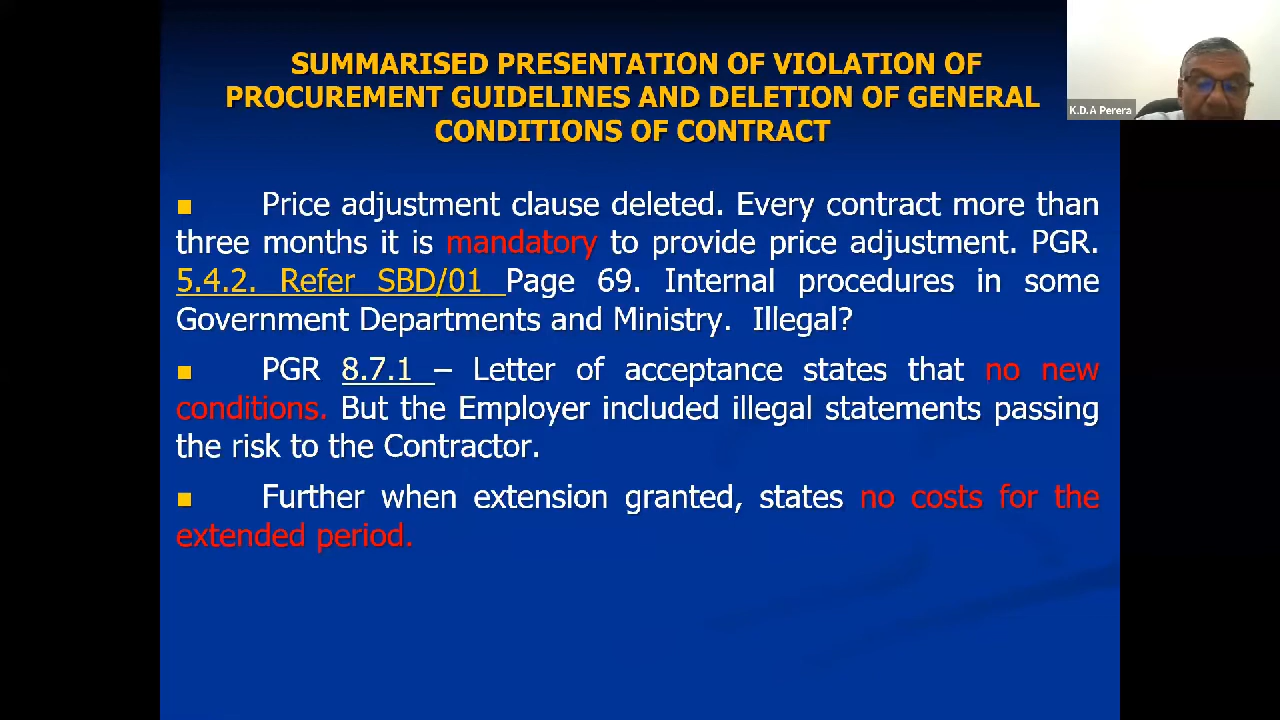 SUMMARISED PRESENTATION OF VIOLATION OF
PROCUREMENT GUIDELINES AND DELETION OF GENERAL
CONDITIONS OF CONTRACT
K.D.A Perera
Price adjustment clause deleted. Every contract more than
three months it is mandatory to provide price adjustment. PGR.
5.4.2. Refer SBD/01 Page 69. Internal procedures in some
Government Departments and Ministry. Illegal?
PGR 8.7.1 – Letter of acceptance states that no new
conditions. But the Employer included illegal statements passing
the risk to the Contractor.
Further when extension granted, states no costs for the
extended period.